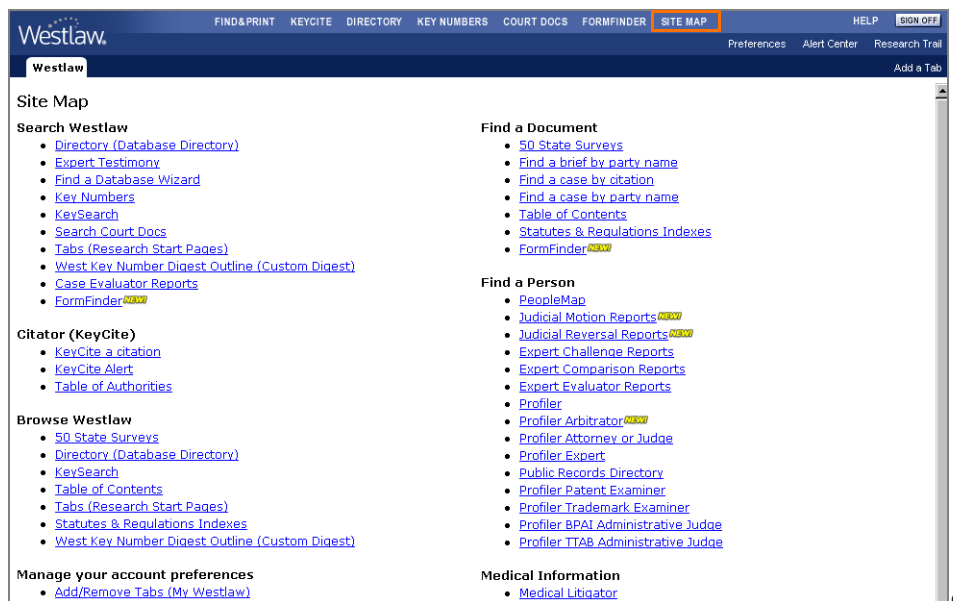 Westlaw.
FIND&PRINT KEYCITE DIRECTORY KEY NUMBERS COURT DOCS FORMFINDER SITE MAP HELP SIGN OFF
Preferences Alert Center Research Trail
Westlaw Add a Tab
Site Map
Search Westlaw
Directory (Database Directory)
Expert Testimony
Find a Database Wizard
Key Numbers
KeySearch
Search Court Docs
Tabs (Research Start Pages)
West Key Number Digest Outline (Custom Digest)
Case Evaluator Reports
FormFinder NEW!
Citator (KeyCite)
KeyCite a citation
KeyCite Alert
Table of Authorities
Browse Westlaw
50 State Surveys
Directory (Database Directory)
KeySearch
Table of Contents
Tabs (Research Start Pages)
Statutes & Regulations Indexes
West Key Number Digest Outline (Custom Digest)
Manage your account preferences
Add/Remove Tabs (My Westlaw)
Find a Document
50 State Surveys
Find a brief by party name
Find a case by citation
Find a case by party name
Table of Contents
Statutes & Regulations Indexes
FormFinder NEW!
Find a Person
PeopleMap
Judicial Motion Reports NEW!
Judicial Reversal Reports NEW!
Expert Challenge Reports
Expert Comparison Reports
Expert Evaluator Reports
Profiler
Profiler Arbitrator NEW!
Profiler Attorney or Judge
Profiler Expert
Public Records Directory
Profiler Patent Examiner
Profiler Trademark Examiner
Profiler BPAI Administrative Judge
Profiler TTAB Administrative Judge
Medical Information
Medical Litigator